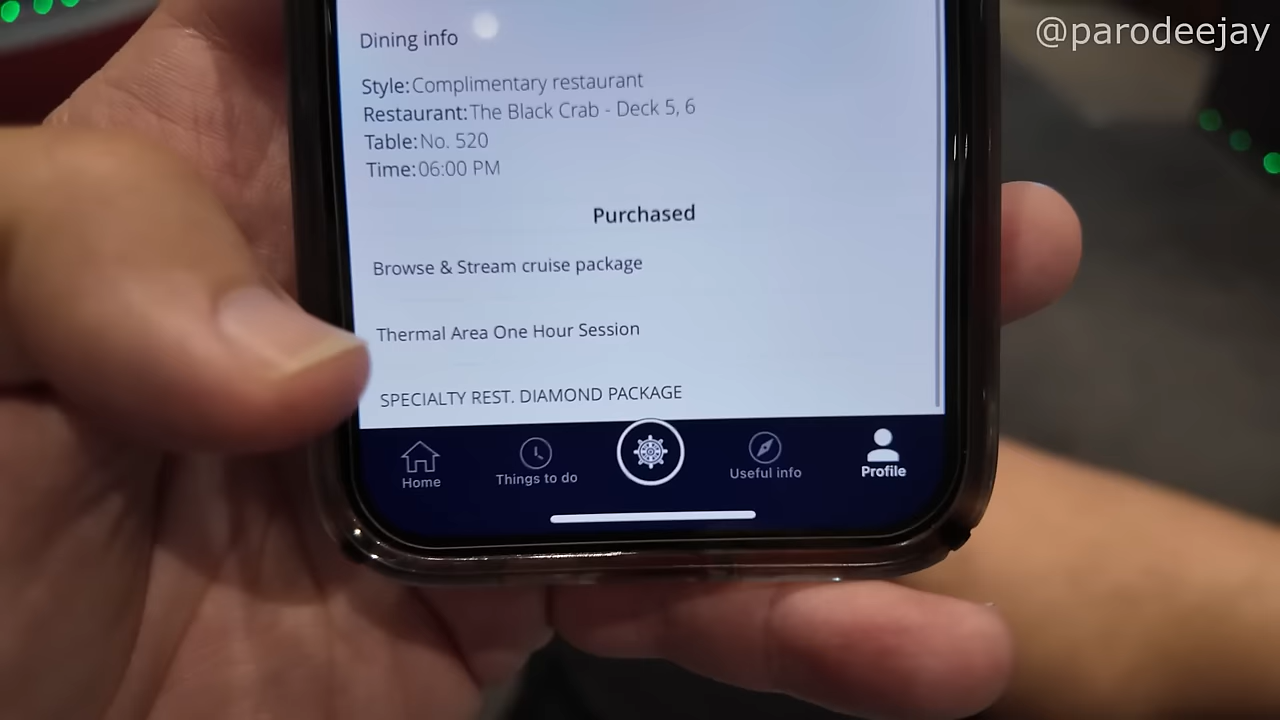 @parodeejay
Dining info
Style: Complimentary restaurant
Restaurant: The Black Crab - Deck 5, 6
Table: No. 520
Time: 06:00 PM
Purchased
Browse & Stream cruise package
Thermal Area One Hour Session
SPECIALTY REST. DIAMOND PACKAGE
Home
Things to do
Useful info
Profile